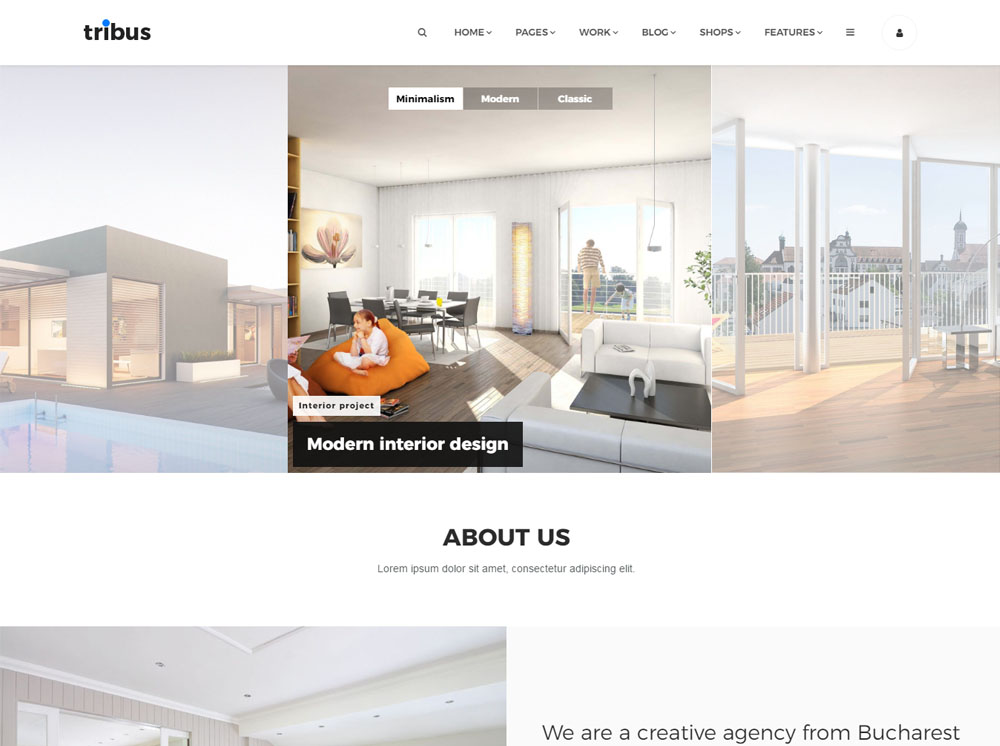 tribus
HOME PAGES WORK BLOG SHOPS FEATURES
Minimalism Modern Classic
Interior project
Modern interior design
ABOUT US
Lorem ipsum dolor sit amet, consectetur adipiscing elit.
We are a creative agency from Bucharest